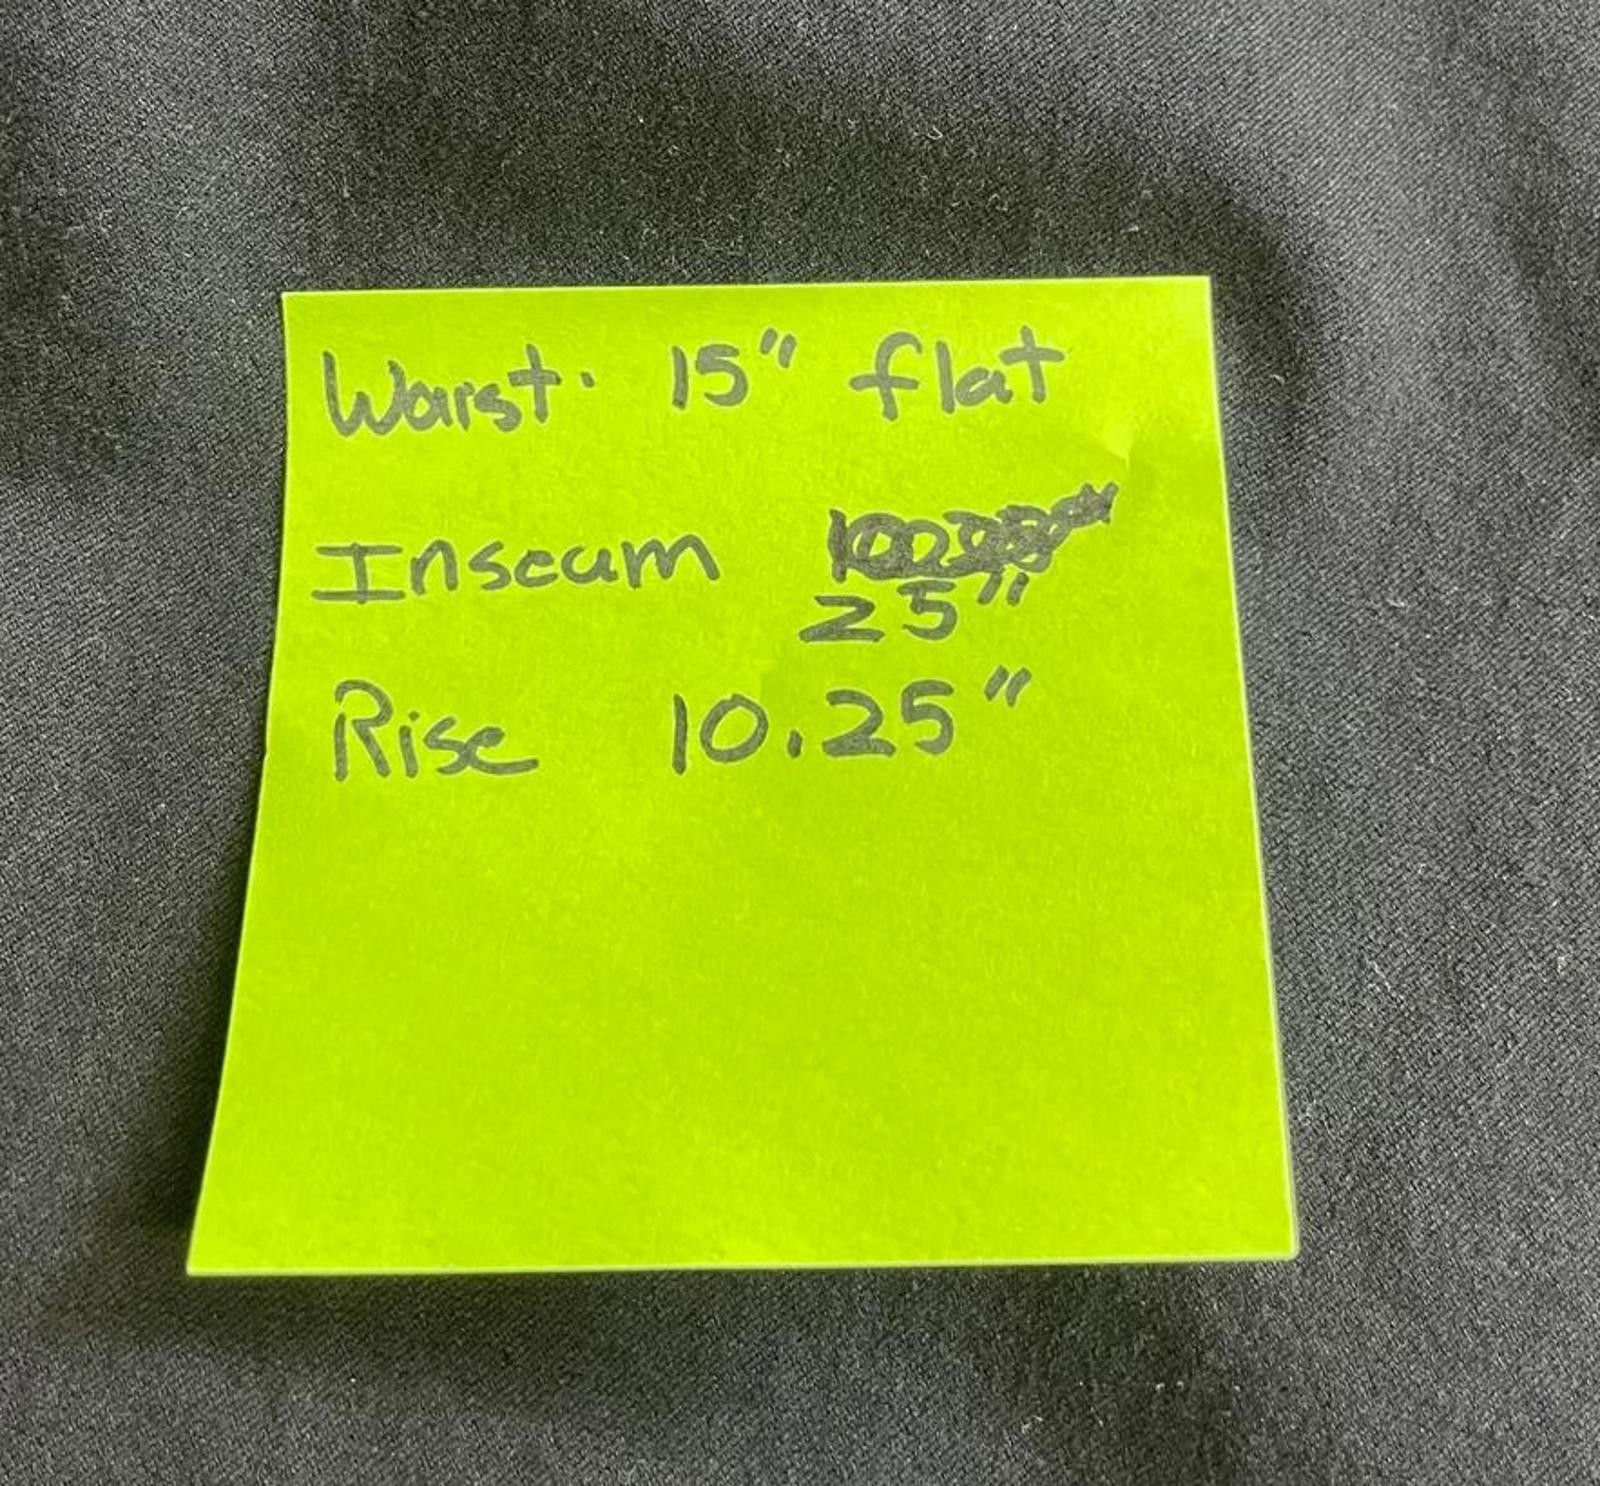 Waist. 15" flat
Inseam
25"
Rise 10.25"